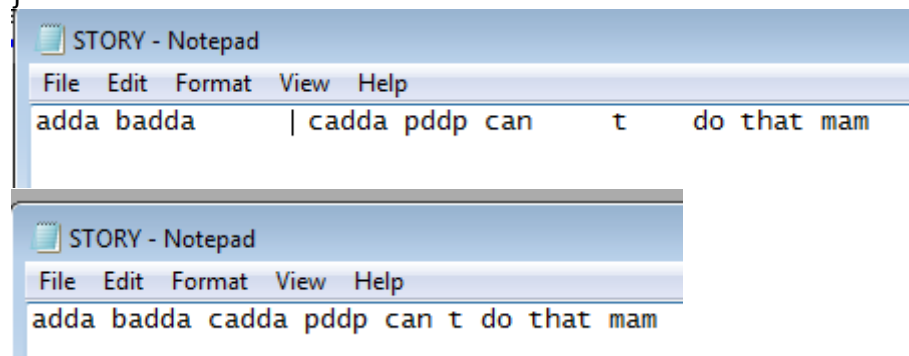 STORY - Notepad
File Edit Format View Help
adda badda      | cadda pddp can    t   do that mam
STORY - Notepad
File Edit Format View Help
adda badda cadda pddp can t do that mam